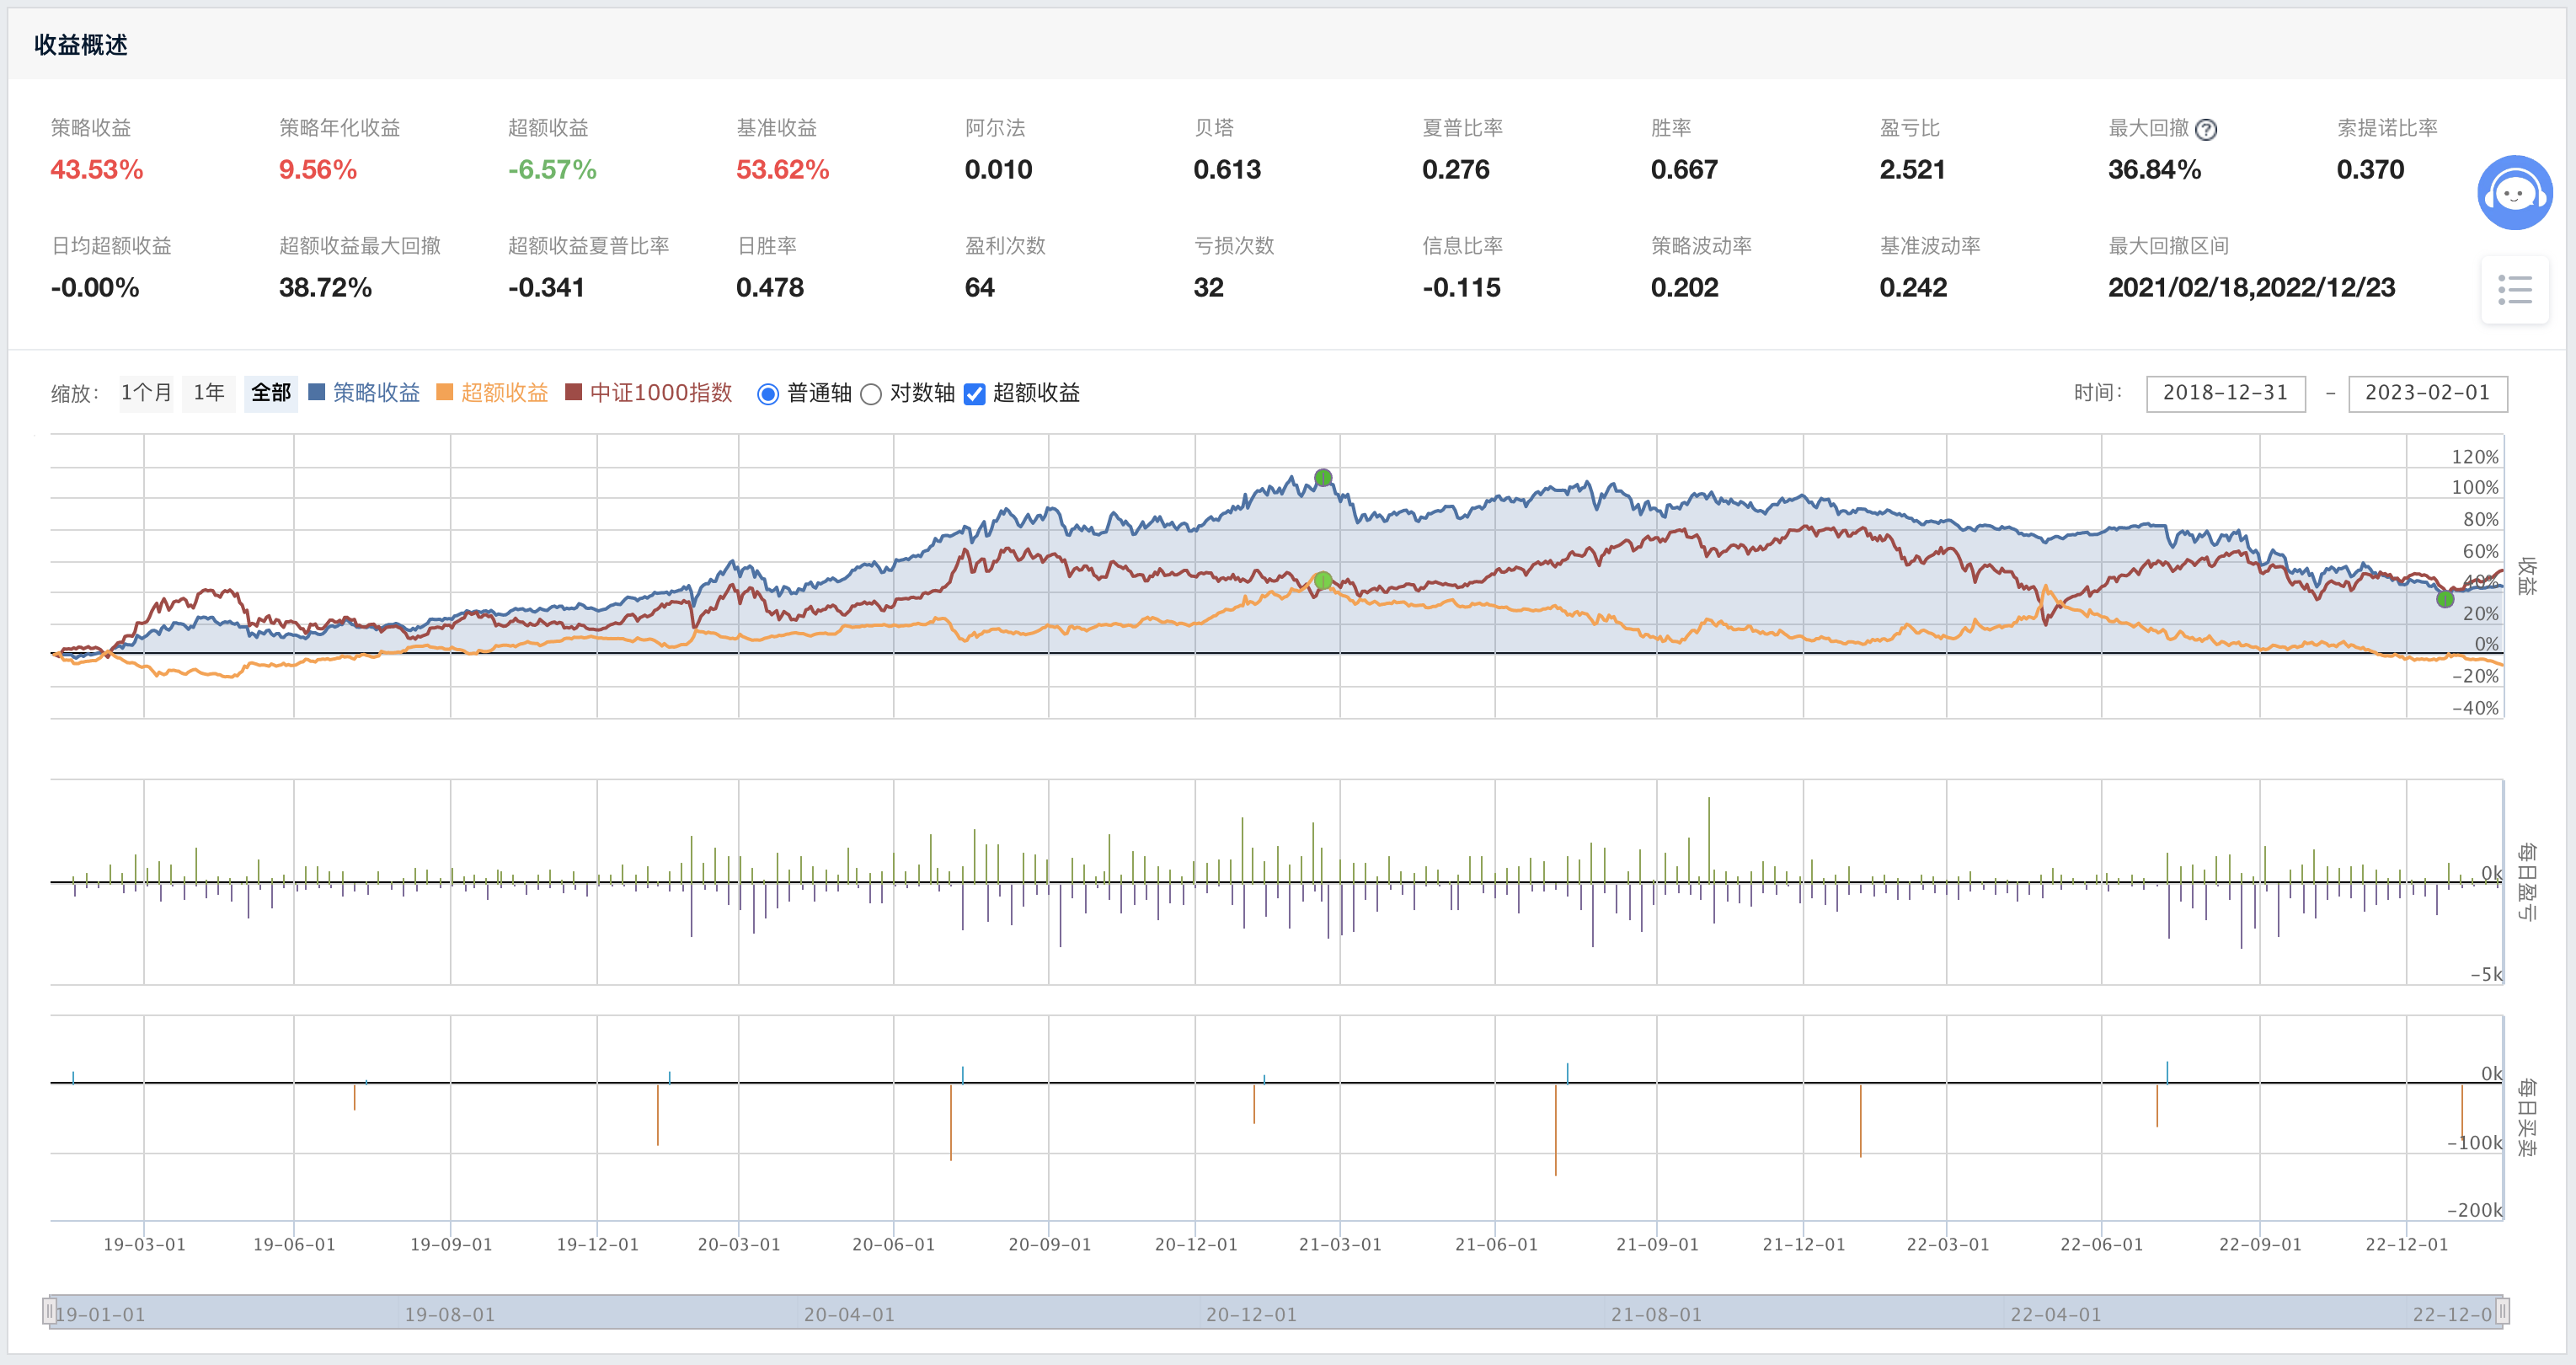 收益概述
策略收益 策略年化收益 超额收益 基准收益 阿尔法 贝塔 夏普比率 胜率 盈亏比 最大回撤 ? 索提诺比率
43.53% 9.56% -6.57% 53.62% 0.010 0.613 0.276 0.667 2.521 36.84% 0.370
日均超额收益 超额收益最大回撤 超额收益夏普比率 日胜率 盈利次数 亏损次数 信息比率 策略波动率 基准波动率 最大回撤区间
-0.00% 38.72% -0.341 0.478 64 32 -0.115 0.202 0.242 2021/02/18,2022/12/23
缩放: 1个月 1年 全部 策略收益 超额收益 中证1000指数 普通轴 对数轴 超额收益 时间: 2018-12-31 - 2023-02-01
120%
100%
80%
60%
40%
20%
0%
-20%
-40%
收益
0k
-5k
每日盈亏
0k
-100k
-200k
每日买卖
19-03-01 19-06-01 19-09-01 19-12-01 20-03-01 20-06-01 20-09-01 20-12-01 21-03-01 21-06-01 21-09-01 21-12-01 22-03-01 22-06-01 22-09-01 22-12-01
19-01-01 19-08-01 20-04-01 20-12-01 21-08-01 22-04-01 22-12-0